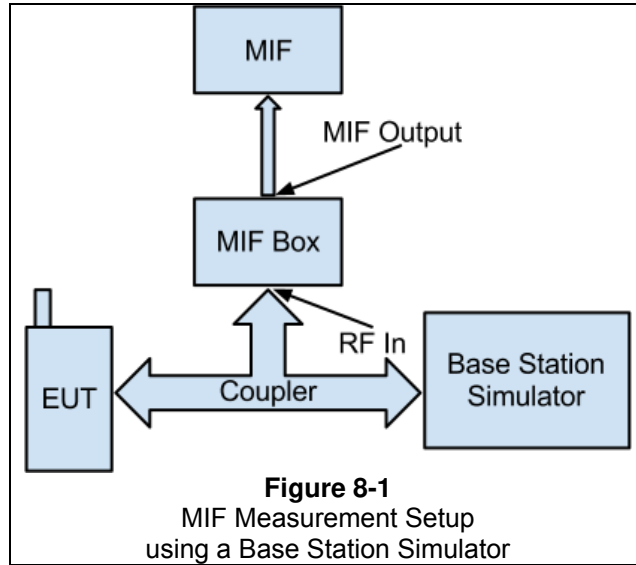 MIF
MIF Output
MIF Box
RF In
EUT
Coupler
Base Station
Simulator
Figure 8-1
MIF Measurement Setup
using a Base Station Simulator